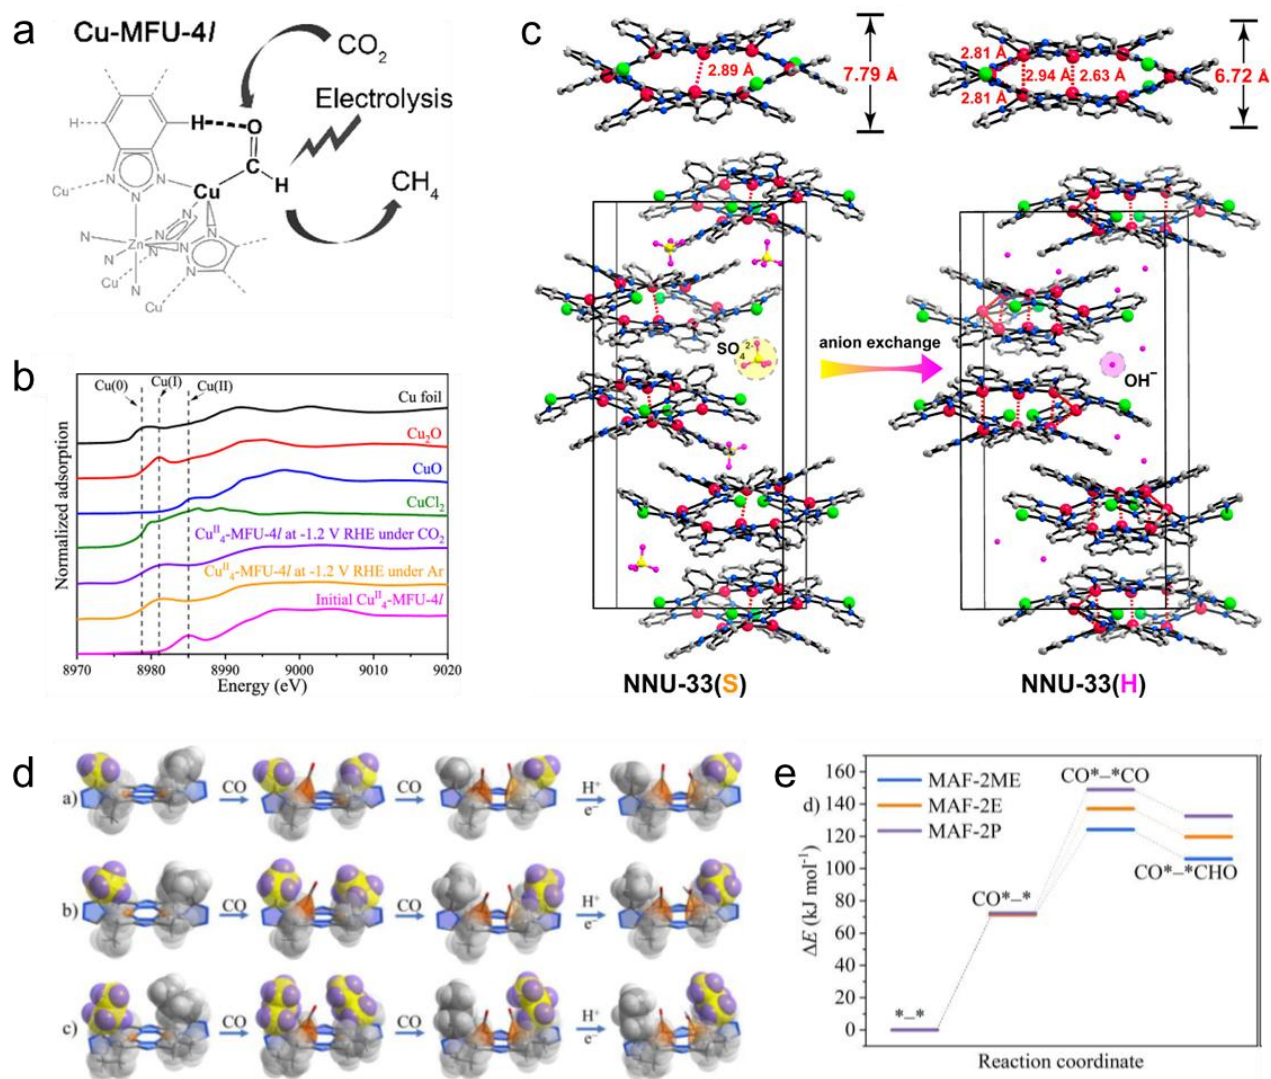 a
Cu-MFU-4l
CO2
Electrolysis
H
H
O
C
H
Cu
CH4
Cu
N
N
N
N
N
N
Zn
N
N
N
Cu
N
Cu
b
Cu(0)
Cu(I)
Cu(II)
Cu foil
Cu2O
CuO
CuCl2
CuII4-MFU-4l at -1.2 V RHE under CO2
CuII4-MFU-4l at -1.2 V RHE under Ar
Initial CuII4-MFU-4l
Normalized adsorption
8970 8980 8990 9000 9010 9020
Energy (eV)
c
2.89 Å
7.79 Å
2.81 Å
2.94 Å 2.63 Å
2.81 Å
6.72 Å
SO42-
anion exchange
OH−
NNU-33(S)
NNU-33(H)
d
a) CO CO H+ e−
b) CO CO H+ e−
c) CO CO H+ e−
e
d)
MAF-2ME
MAF-2E
MAF-2P
CO*–*CO
CO*–*CHO
CO*–*
*–*
160
140
120
100
80
60
40
20
0
ΔE (kJ mol-1)
Reaction coordinate